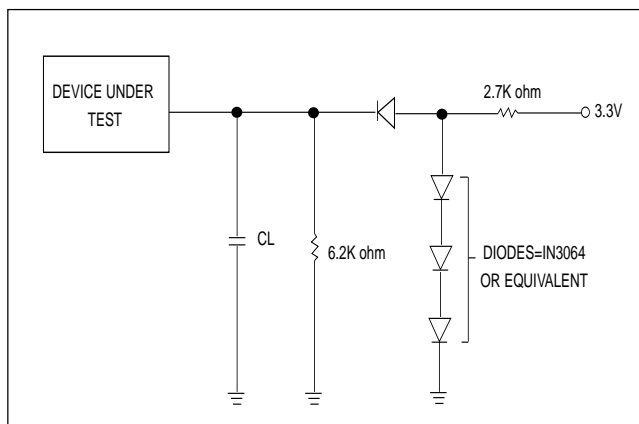 DEVICE UNDER
TEST
2.7K ohm
3.3V
CL
6.2K ohm
DIODES=IN3064
OR EQUIVALENT